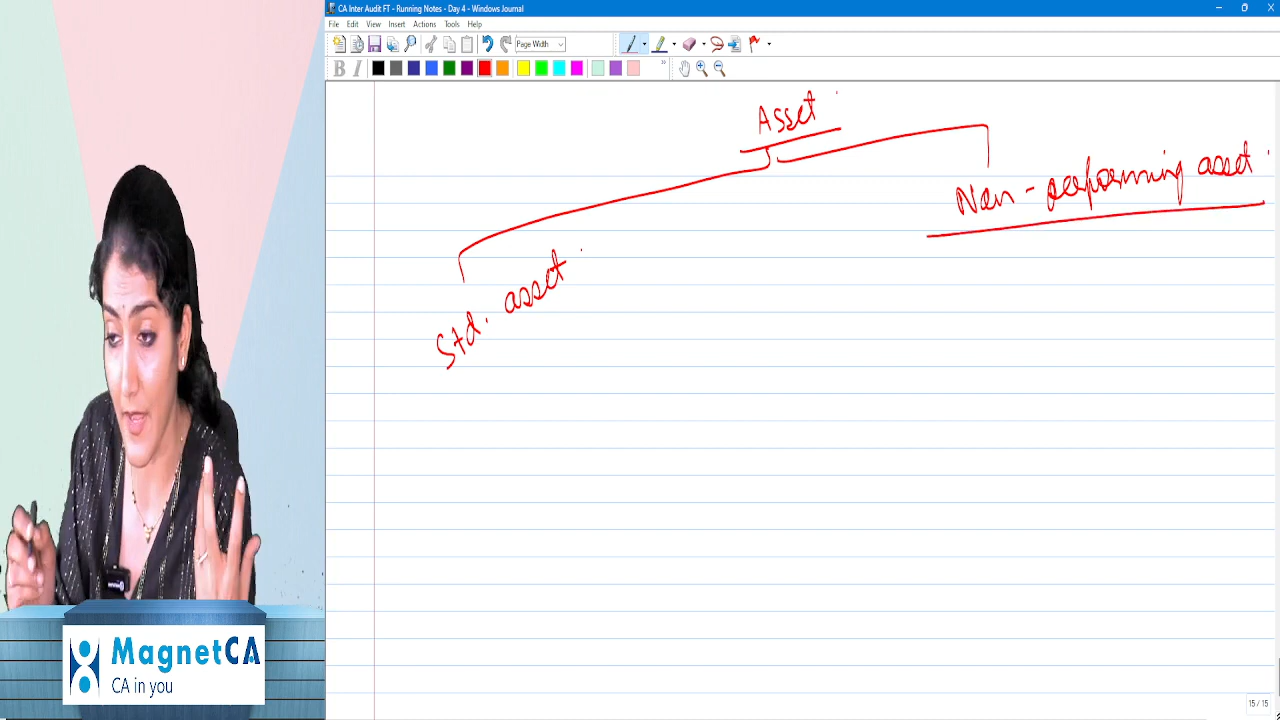 CA Inter Audit FT - Running Notes - Day 4 - Windows Journal
File Edit View Insert Actions Tools Help
Page Width
B I
Asset
Non-performing asset
Std. asset
MagnetCA
CA in you
15 / 15